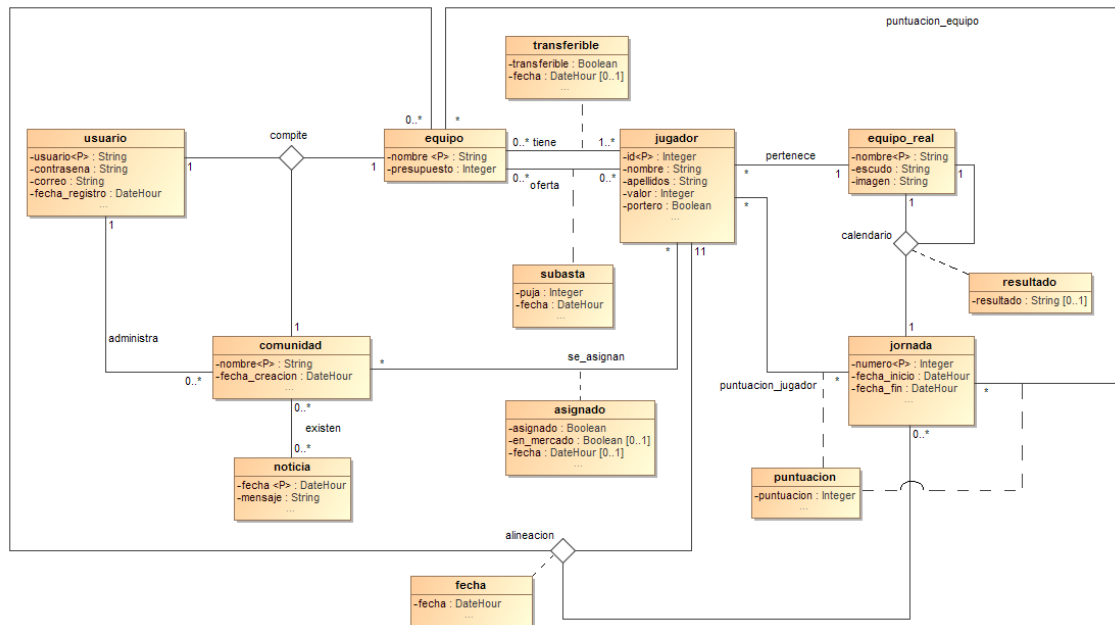 puntuacion_equipo
transferible
-transferible : Boolean
-fecha : DateHour [0..1]
...
0..*
*
usuario
-usuario<P> : String
-contrasena : String
-correo : String
-fecha_registro : DateHour
...
compite
1
1
equipo
-nombre <P> : String
-presupuesto : Integer
0..* tiene
1..*
0..*
oferta
0..*
jugador
-id<P> : Integer
-nombre : String
-apellidos : String
-valor : Integer
-portero : Boolean
...
pertenece
*
1
equipo_real
-nombre<P> : String
-escudo : String
-imagen : String
1
1
*
1
*
11
calendario
subasta
-puja : Integer
-fecha : DateHour
...
resultado
-resultado : String [0..1]
administra
1
1
comunidad
-nombre<P> : String
-fecha_creacion : DateHour
...
0..*
*
se_asignan
jornada
-numero<P> : Integer
-fecha_inicio : DateHour
-fecha_fin : DateHour
...
puntuacion_jugador
*
*
0..*
0..*
existen
0..*
asignado
-asignado : Boolean
-en_mercado : Boolean [0..1]
-fecha : DateHour [0..1]
...
noticia
-fecha <P> : DateHour
-mensaje : String
...
puntuacion
-puntuacion : Integer
...
alineacion
fecha
-fecha : DateHour
...